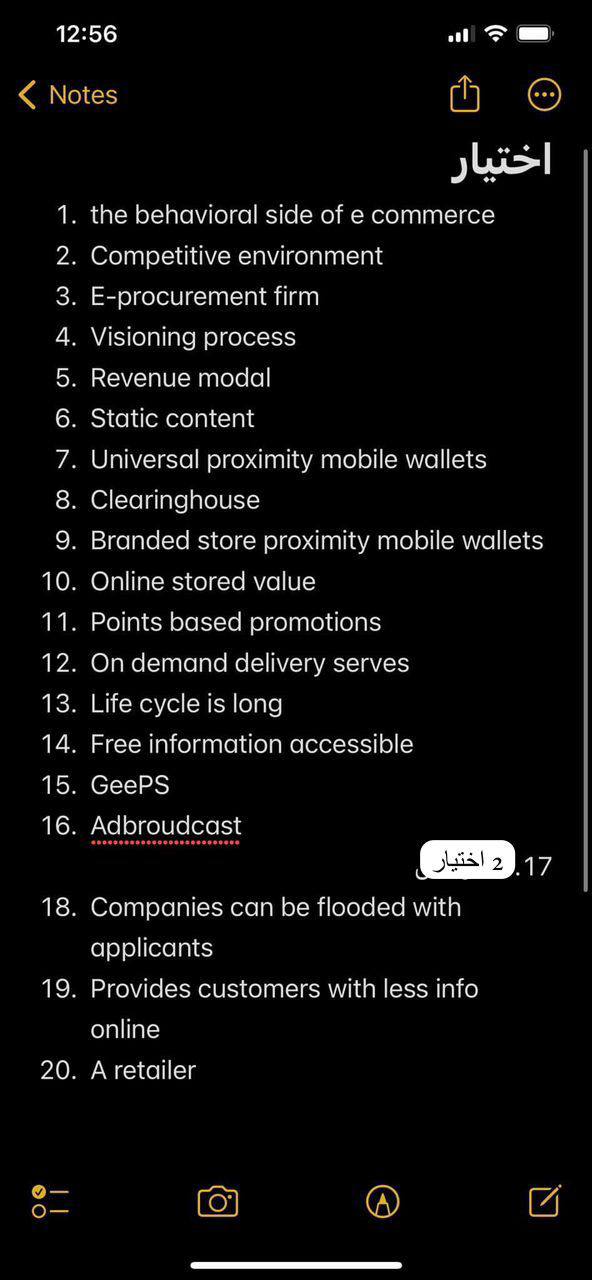 12:56
Notes
اختيار
1. the behavioral side of e commerce
2. Competitive environment
3. E-procurement firm
4. Visioning process
5. Revenue modal
6. Static content
7. Universal proximity mobile wallets
8. Clearinghouse
9. Branded store proximity mobile wallets
10. Online stored value
11. Points based promotions
12. On demand delivery serves
13. Life cycle is long
14. Free information accessible
15. GeePS
16. Adbroudcast
17. اختيار 2
18. Companies can be flooded with
applicants
19. Provides customers with less info
online
20. A retailer